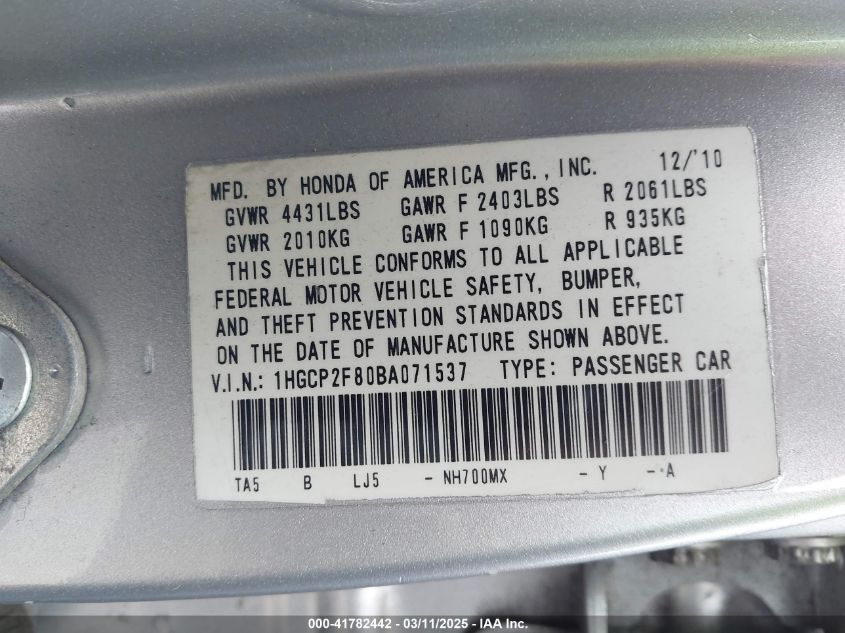 MFD. BY HONDA OF AMERICA MFG., INC. 12/'10
GVWR 4431LBS GAWR F 2403LBS R 2061LBS
GVWR 2010KG GAWR F 1090KG R 935KG
THIS VEHICLE CONFORMS TO ALL APPLICABLE
FEDERAL MOTOR VEHICLE SAFETY, BUMPER,
AND THEFT PREVENTION STANDARDS IN EFFECT
ON THE DATE OF MANUFACTURE SHOWN ABOVE.
V.I.N.: 1HGCP2F80BA071537 TYPE: PASSENGER CAR
TA5 B LJ5 - NH700MX - Y - A
000-41782442 - 03/11/2025 - IAA Inc.